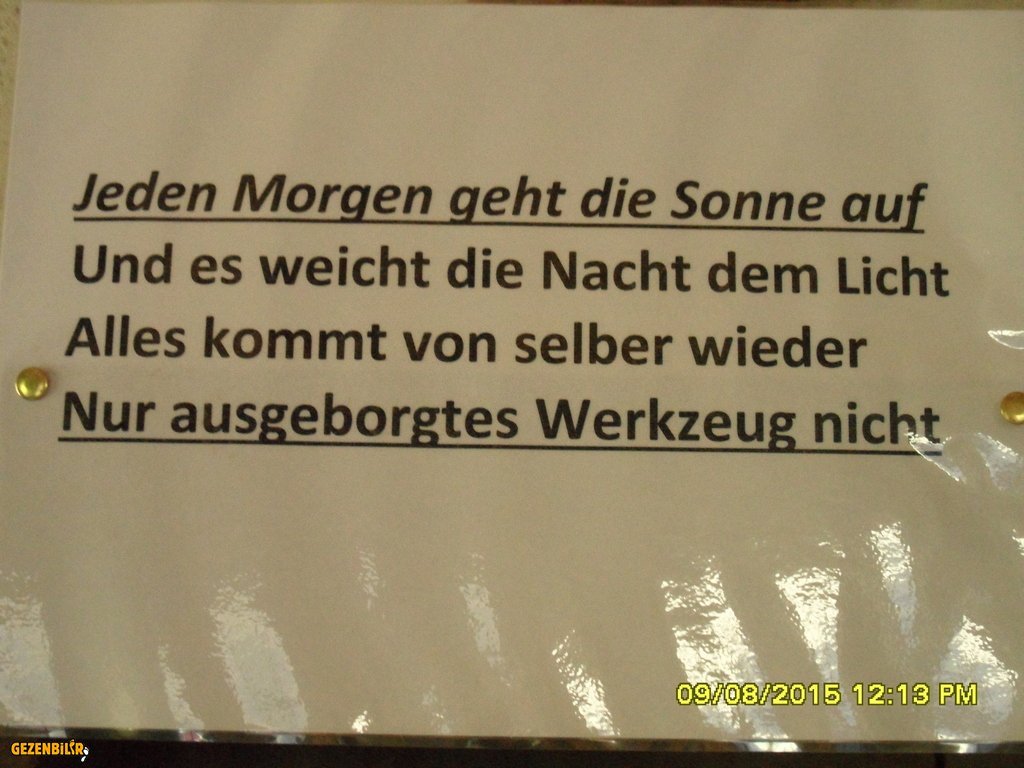 Jeden Morgen geht die Sonne auf
Und es weicht die Nacht dem Licht
Alles kommt von selber wieder
Nur ausgeborgtes Werkzeug nicht
09/08/2015 12:13 PM
GEZENBILIR